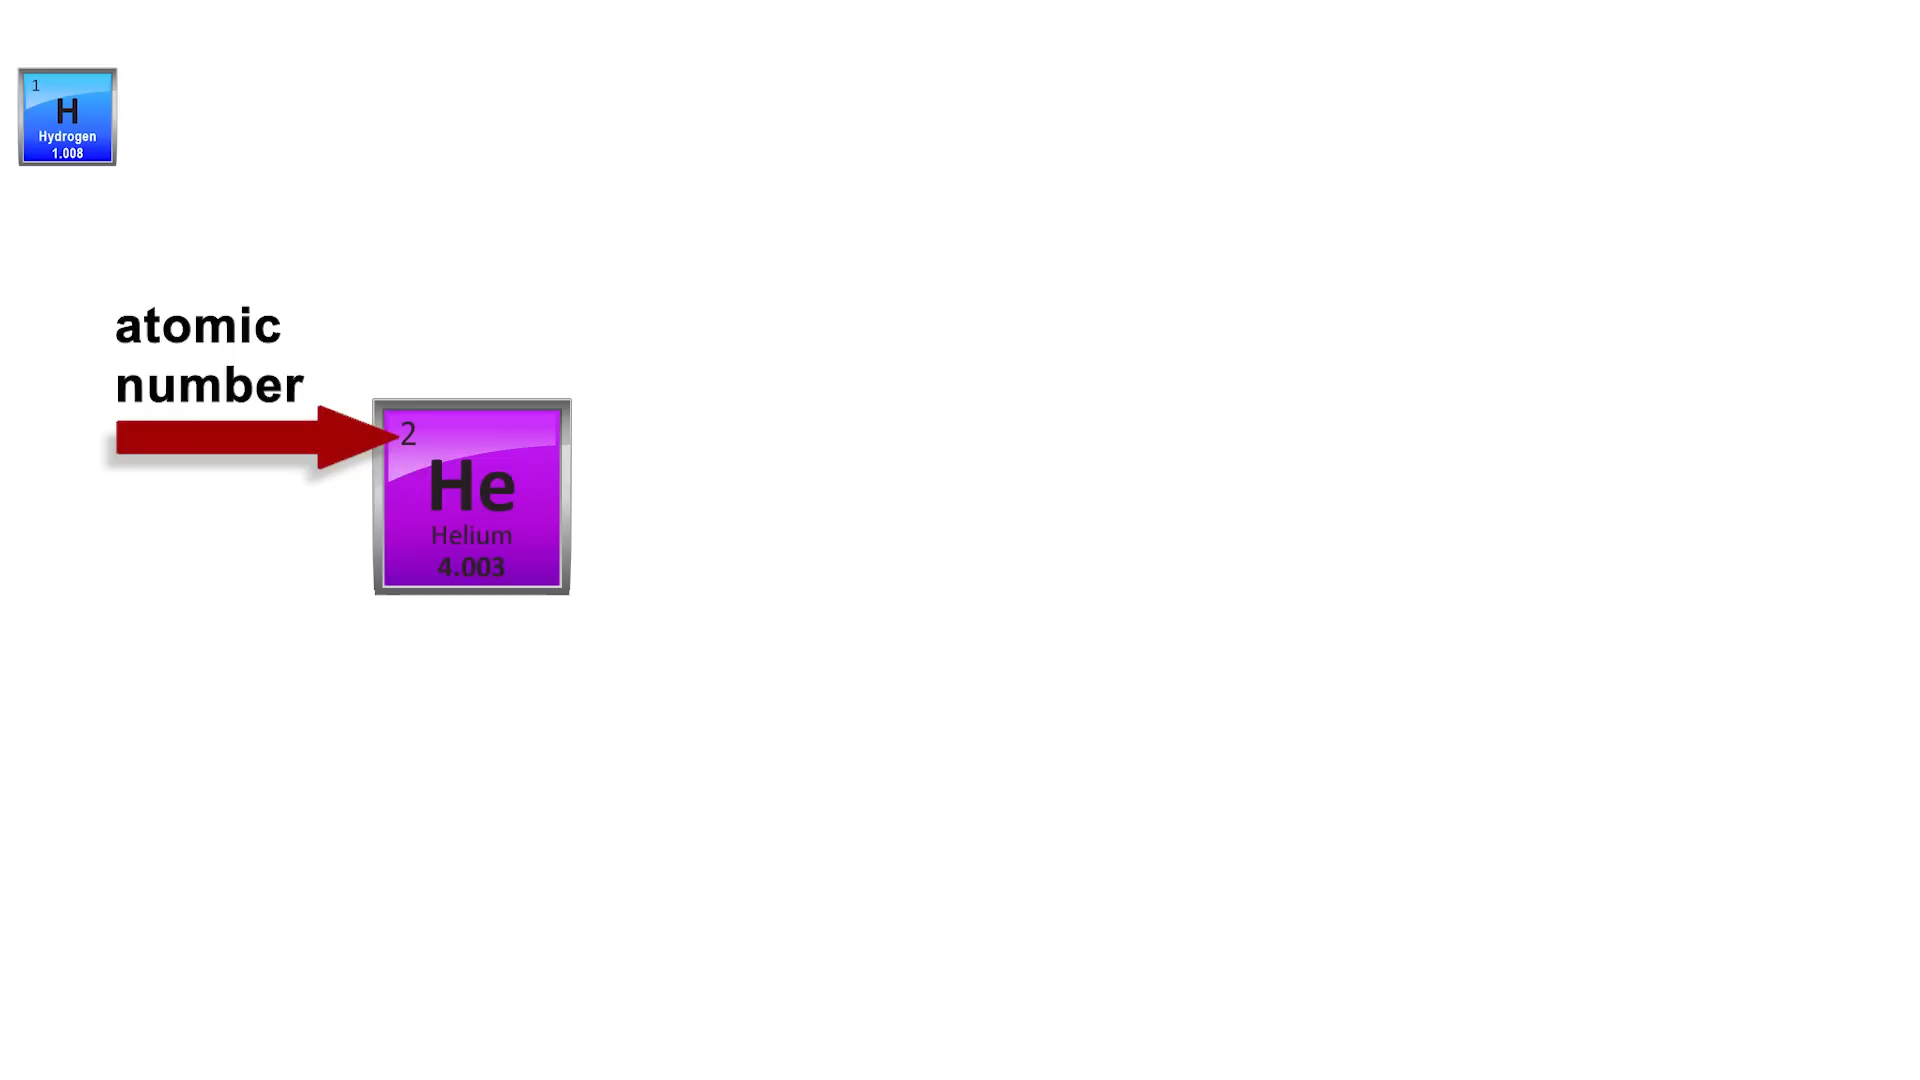 1
H
Hydrogen
1.008
atomic
number
2
He
Helium
4.003